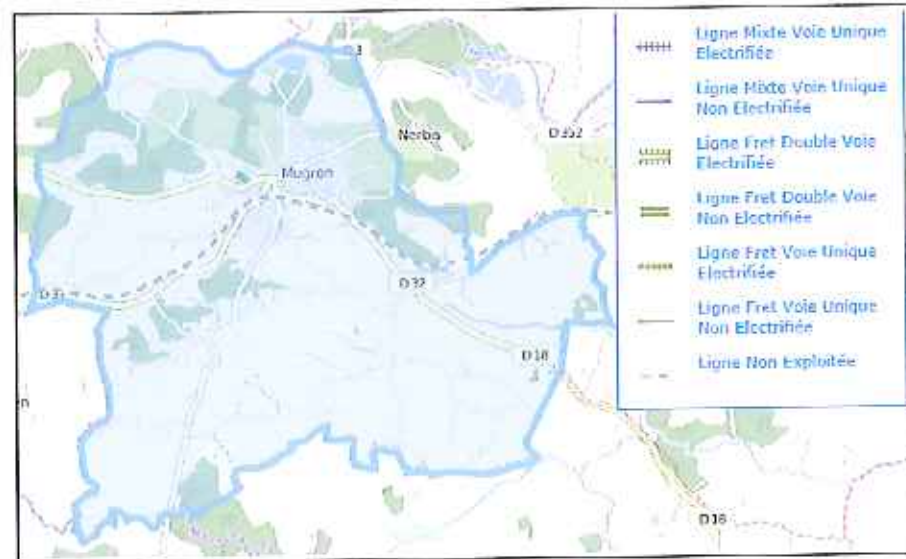 D3
Nerbis
D352
Mugron
D32
D32
D18
n
D18
Ligne Mixte Voie Unique
Electrifiée
Ligne Mixte Voie Unique
Non Electrifiée
Ligne Fret Double Voie
Electrifiée
Ligne Fret Double Voie
Non Electrifiée
Ligne Fret Voie Unique
Electrifiée
Ligne Fret Voie Unique
Non Electrifiée
Ligne Non Exploitée